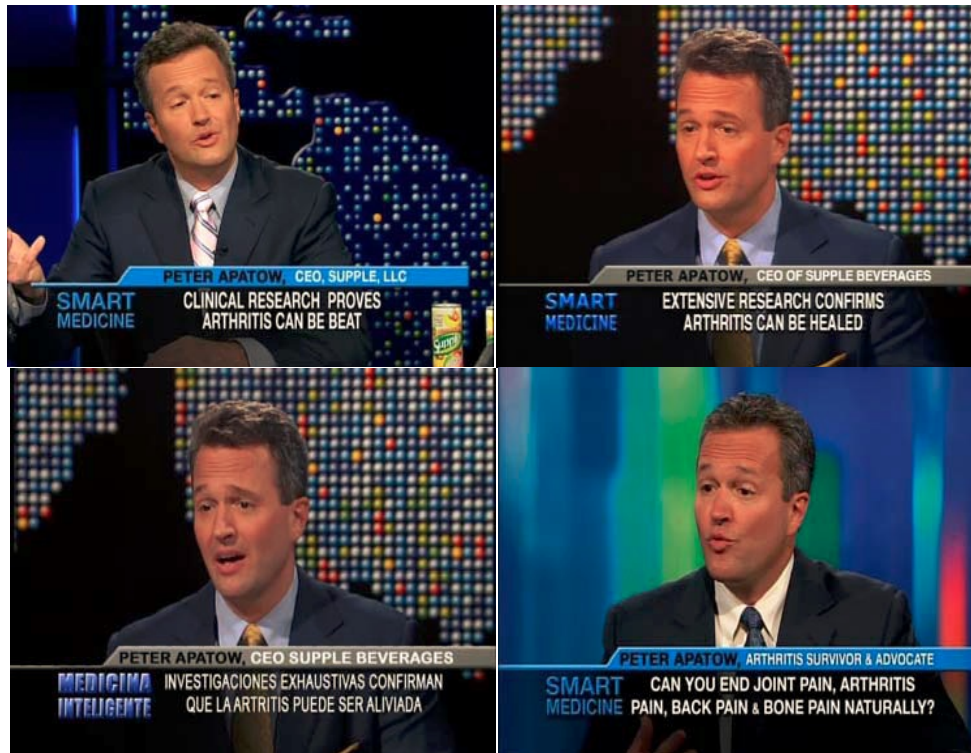 PETER APATOW, CEO, SUPPLE, LLC
SMART
MEDICINE
CLINICAL RESEARCH PROVES
ARTHRITIS CAN BE BEAT
Supple
PETER APATOW, CEO OF SUPPLE BEVERAGES
SMART
MEDICINE
EXTENSIVE RESEARCH CONFIRMS
ARTHRITIS CAN BE HEALED
PETER APATOW, CEO SUPPLE BEVERAGES
MEDICINA
INTELIGENTE
INVESTIGACIONES EXHAUSTIVAS CONFIRMAN
QUE LA ARTRITIS PUEDE SER ALIVIADA
PETER APATOW, ARTHRITIS SURVIVOR & ADVOCATE
SMART
MEDICINE
CAN YOU END JOINT PAIN, ARTHRITIS
PAIN, BACK PAIN & BONE PAIN NATURALLY?